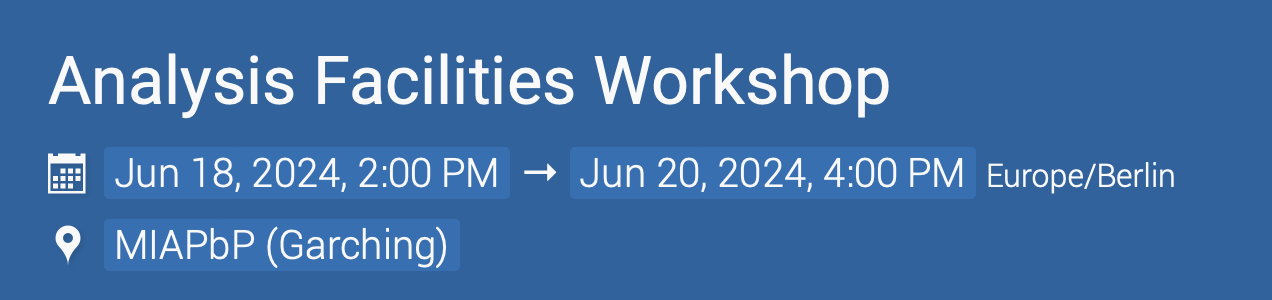 Analysis Facilities Workshop
Jun 18, 2024, 2:00 PM → Jun 20, 2024, 4:00 PM Europe/Berlin
MIAPbP (Garching)